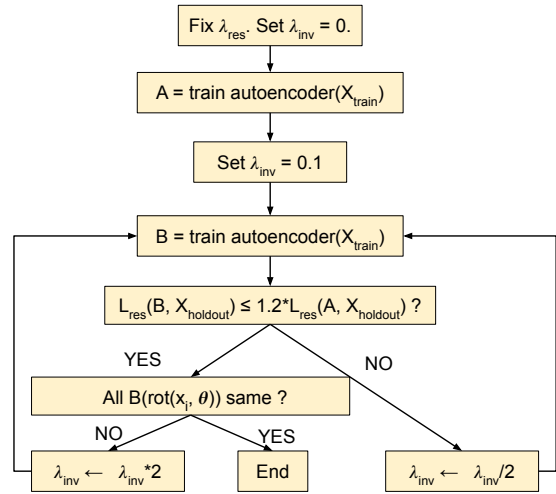 Fix λres. Set λinv = 0.
A = train autoencoder(Xtrain)
Set λinv = 0.1
B = train autoencoder(Xtrain)
Lres(B, Xholdout) ≤ 1.2*Lres(A, Xholdout) ?
YES
NO
All B(rot(xi, θ)) same ?
NO
YES
λinv ← λinv*2
End
λinv ← λinv/2